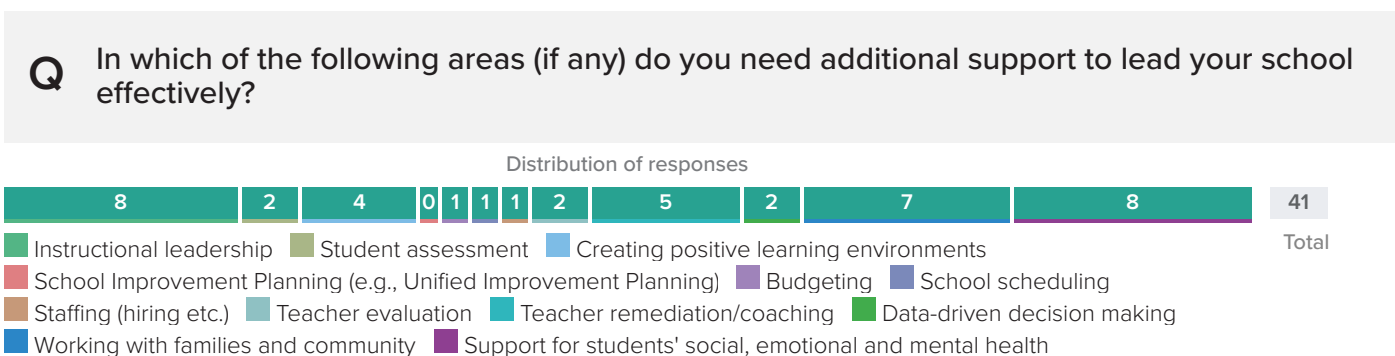 Q In which of the following areas (if any) do you need additional support to lead your school
effectively?
Distribution of responses
8 2 4 0 1 1 1 2 5 2 7 8 41
Total
Instructional leadership Student assessment Creating positive learning environments
School Improvement Planning (e.g., Unified Improvement Planning) Budgeting School scheduling
Staffing (hiring etc.) Teacher evaluation Teacher remediation/coaching Data-driven decision making
Working with families and community Support for students' social, emotional and mental health